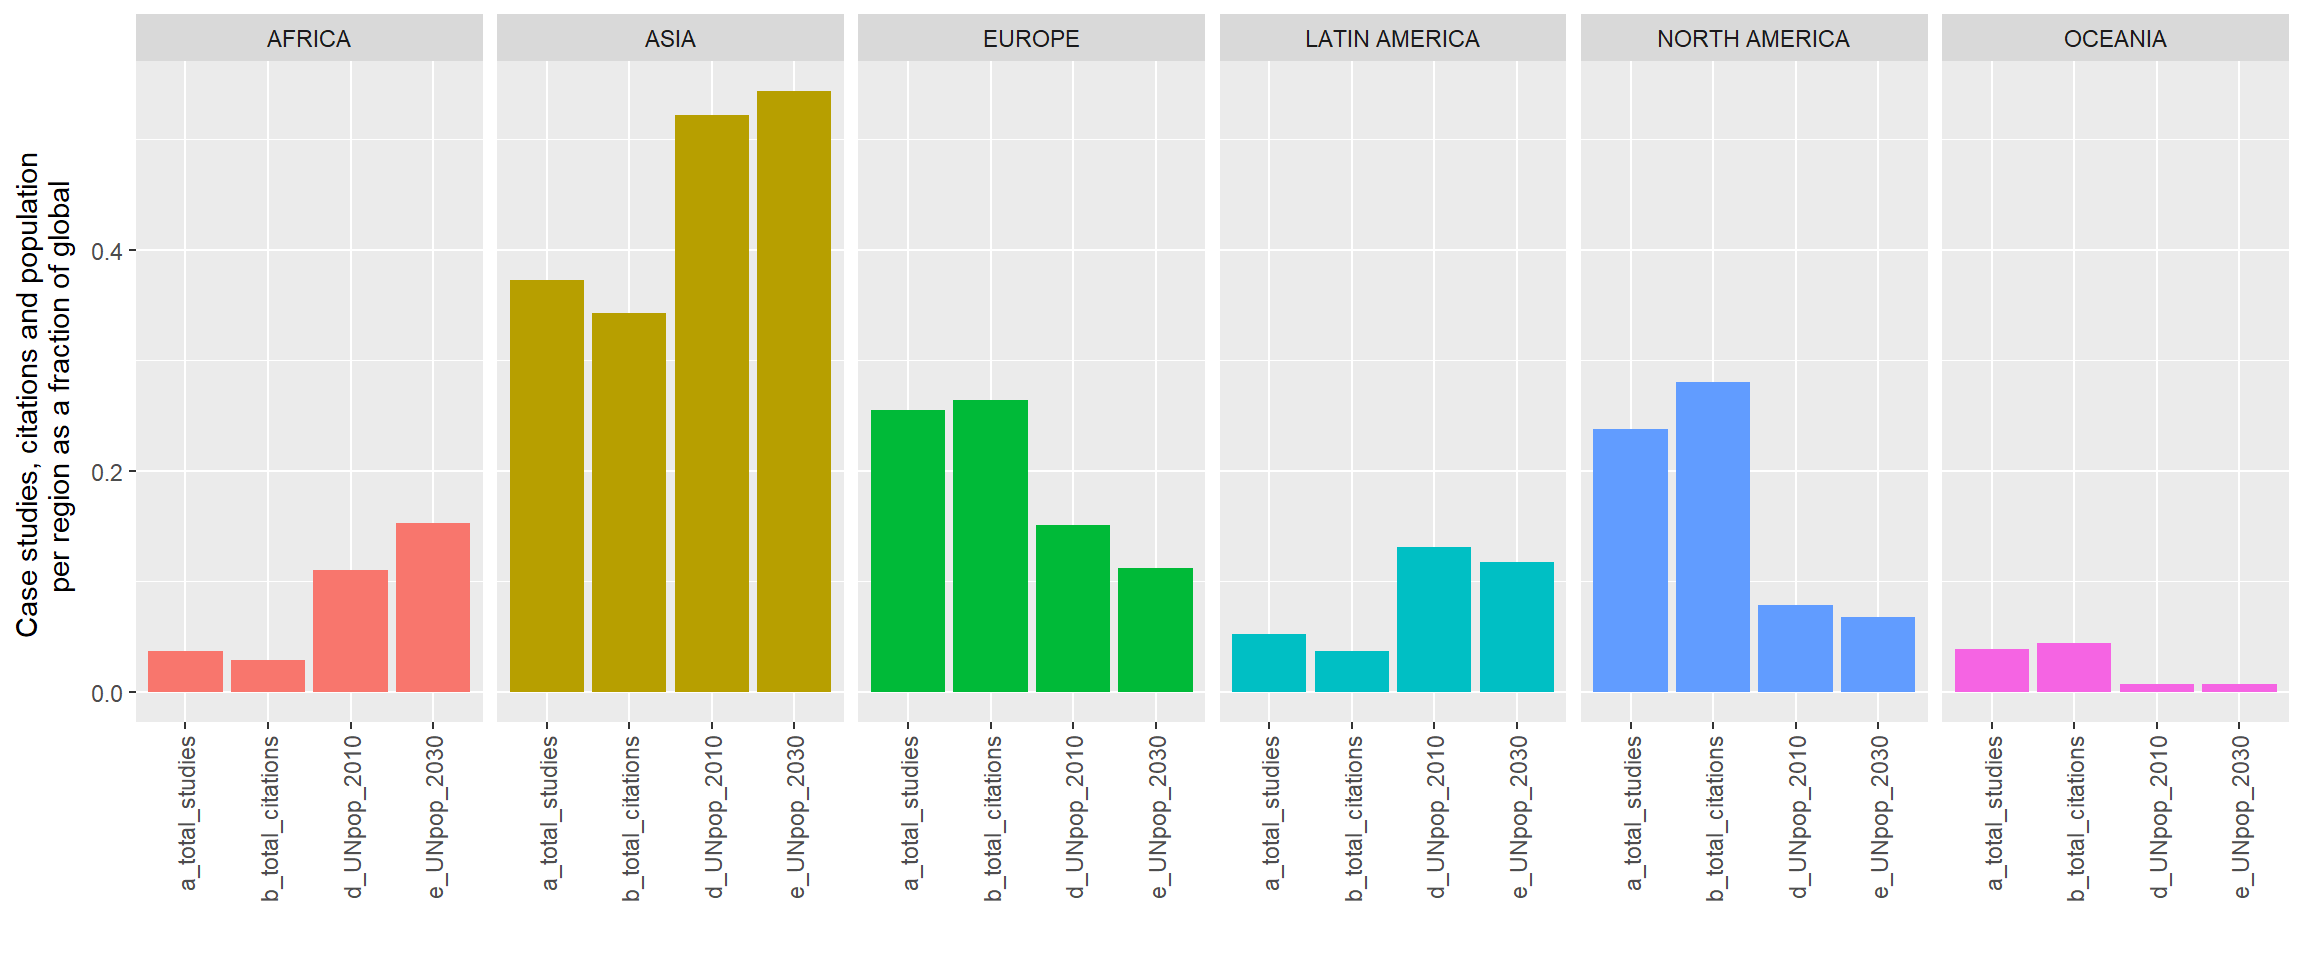 AFRICA
ASIA
EUROPE
LATIN AMERICA
NORTH AMERICA
OCEANIA
Case studies, citations and population
per region as a fraction of global
0.4
0.2
0.0
a_total_studies
b_total_citations
d_UNpop_2010
e_UNpop_2030
a_total_studies
b_total_citations
d_UNpop_2010
e_UNpop_2030
a_total_studies
b_total_citations
d_UNpop_2010
e_UNpop_2030
a_total_studies
b_total_citations
d_UNpop_2010
e_UNpop_2030
a_total_studies
b_total_citations
d_UNpop_2010
e_UNpop_2030
a_total_studies
b_total_citations
d_UNpop_2010
e_UNpop_2030